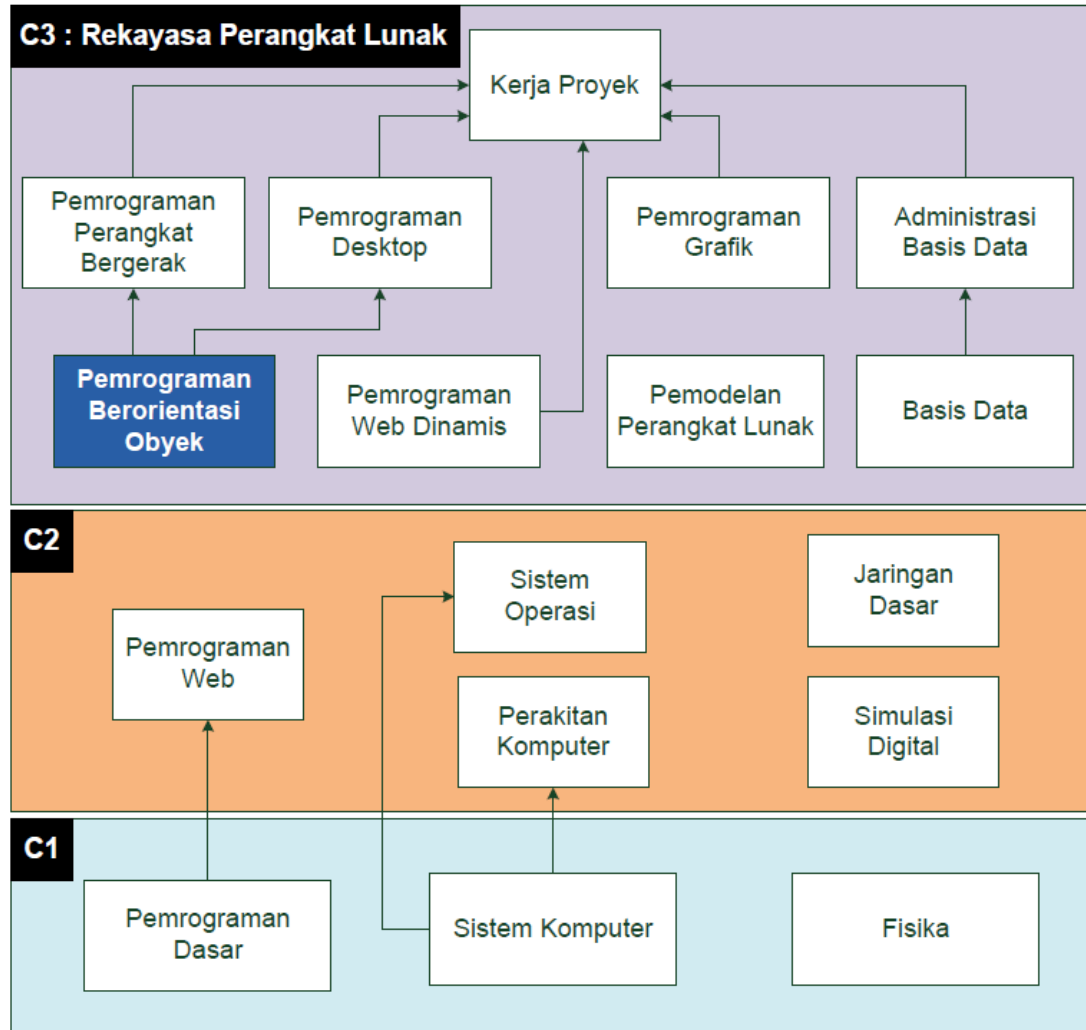 C3 : Rekayasa Perangkat Lunak
Kerja Proyek
Pemrograman
Perangkat
Bergerak
Pemrograman
Desktop
Pemrograman
Grafik
Administrasi
Basis Data
Pemrograman
Berorientasi
Obyek
Pemrograman
Web Dinamis
Pemodelan
Perangkat Lunak
Basis Data
C2
Sistem
Operasi
Jaringan
Dasar
Pemrograman
Web
Perakitan
Komputer
Simulasi
Digital
C1
Pemrograman
Dasar
Sistem Komputer
Fisika